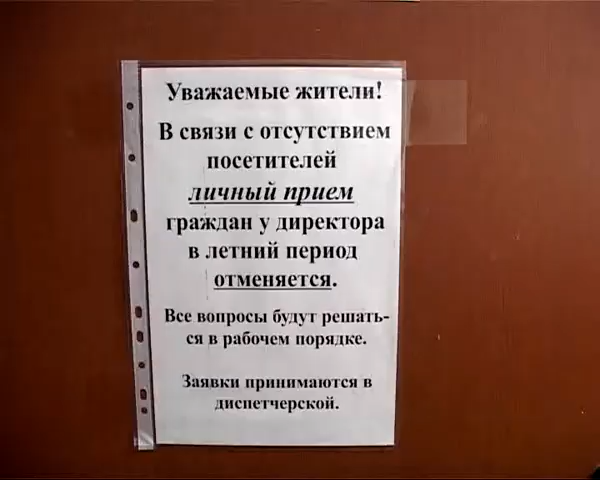 Уважаемые жители!
В связи с отсутствием
посетителей
личный прием
граждан у директора
в летний период
отменяется.
Все вопросы будут решать-
ся в рабочем порядке.
Заявки принимаются в
диспетчерской.